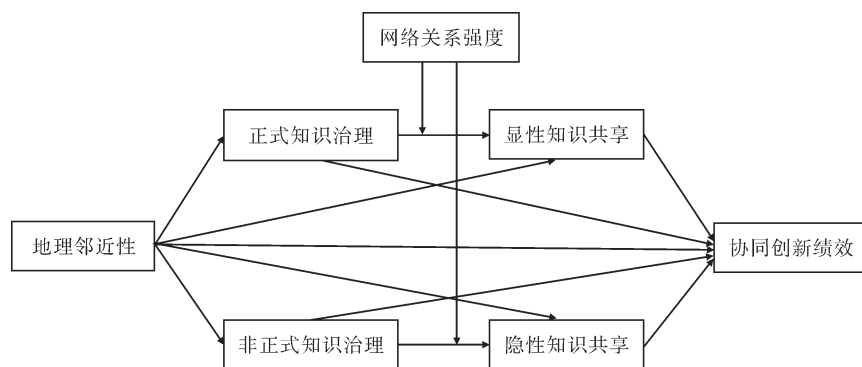 网络关系强度
正式知识治理
显性知识共享
地理邻近性
协同创新绩效
非正式知识治理
隐性知识共享